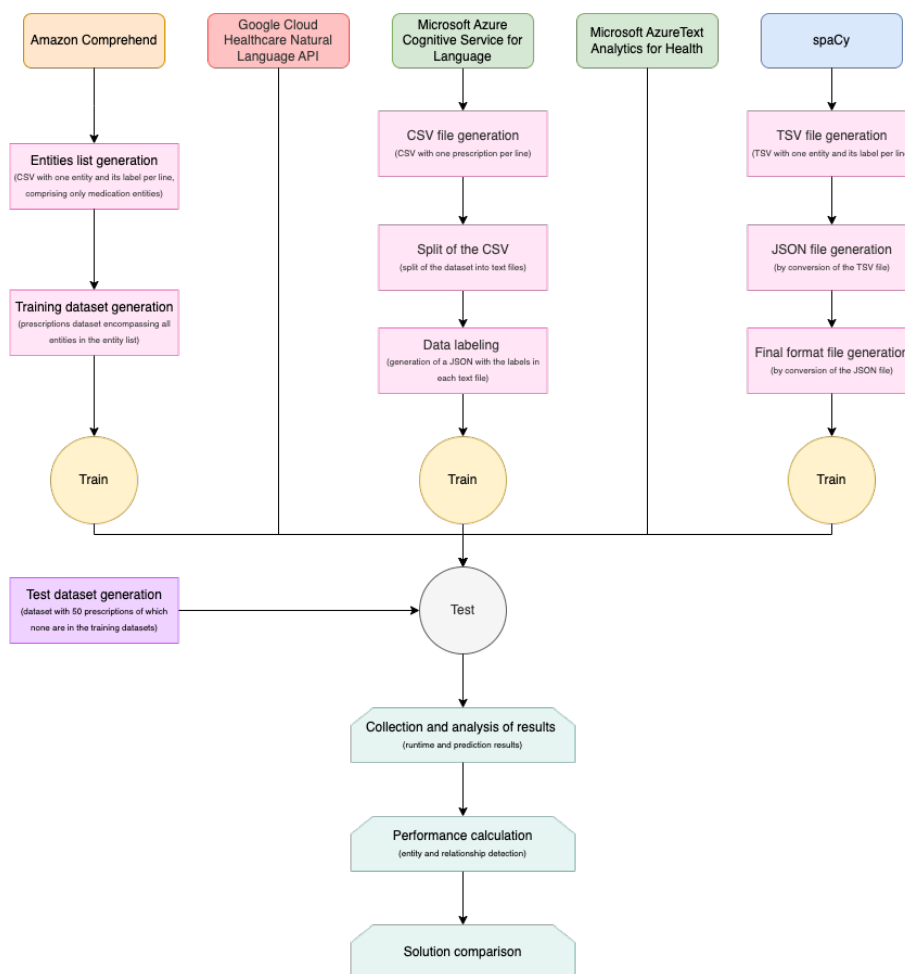 Amazon Comprehend
Google Cloud
Healthcare Natural
Language API
Microsoft Azure
Cognitive Service for
Language
Microsoft AzureText
Analytics for Health
spaCy
Entities list generation
(CSV with one entity and its label per line,
comprising only medication entities)
Training dataset generation
(prescriptions dataset encompassing all
entities in the entity list)
Train
CSV file generation
(CSV with one prescription per line)
Split of the CSV
(split of the dataset into text files)
Data labeling
(generation of a JSON with the labels in
each text file)
Train
TSV file generation
(TSV with one entity and its label per line
JSON file generation
(by conversion of the TSV file)
Final format file generation
(by conversion of the JSON file)
Train
Test dataset generation
(dataset with 50 prescriptions of which
none are in the training datasets)
Test
Collection and analysis of results
(runtime and prediction results)
Performance calculation
(entity and relationship detection)
Solution comparison